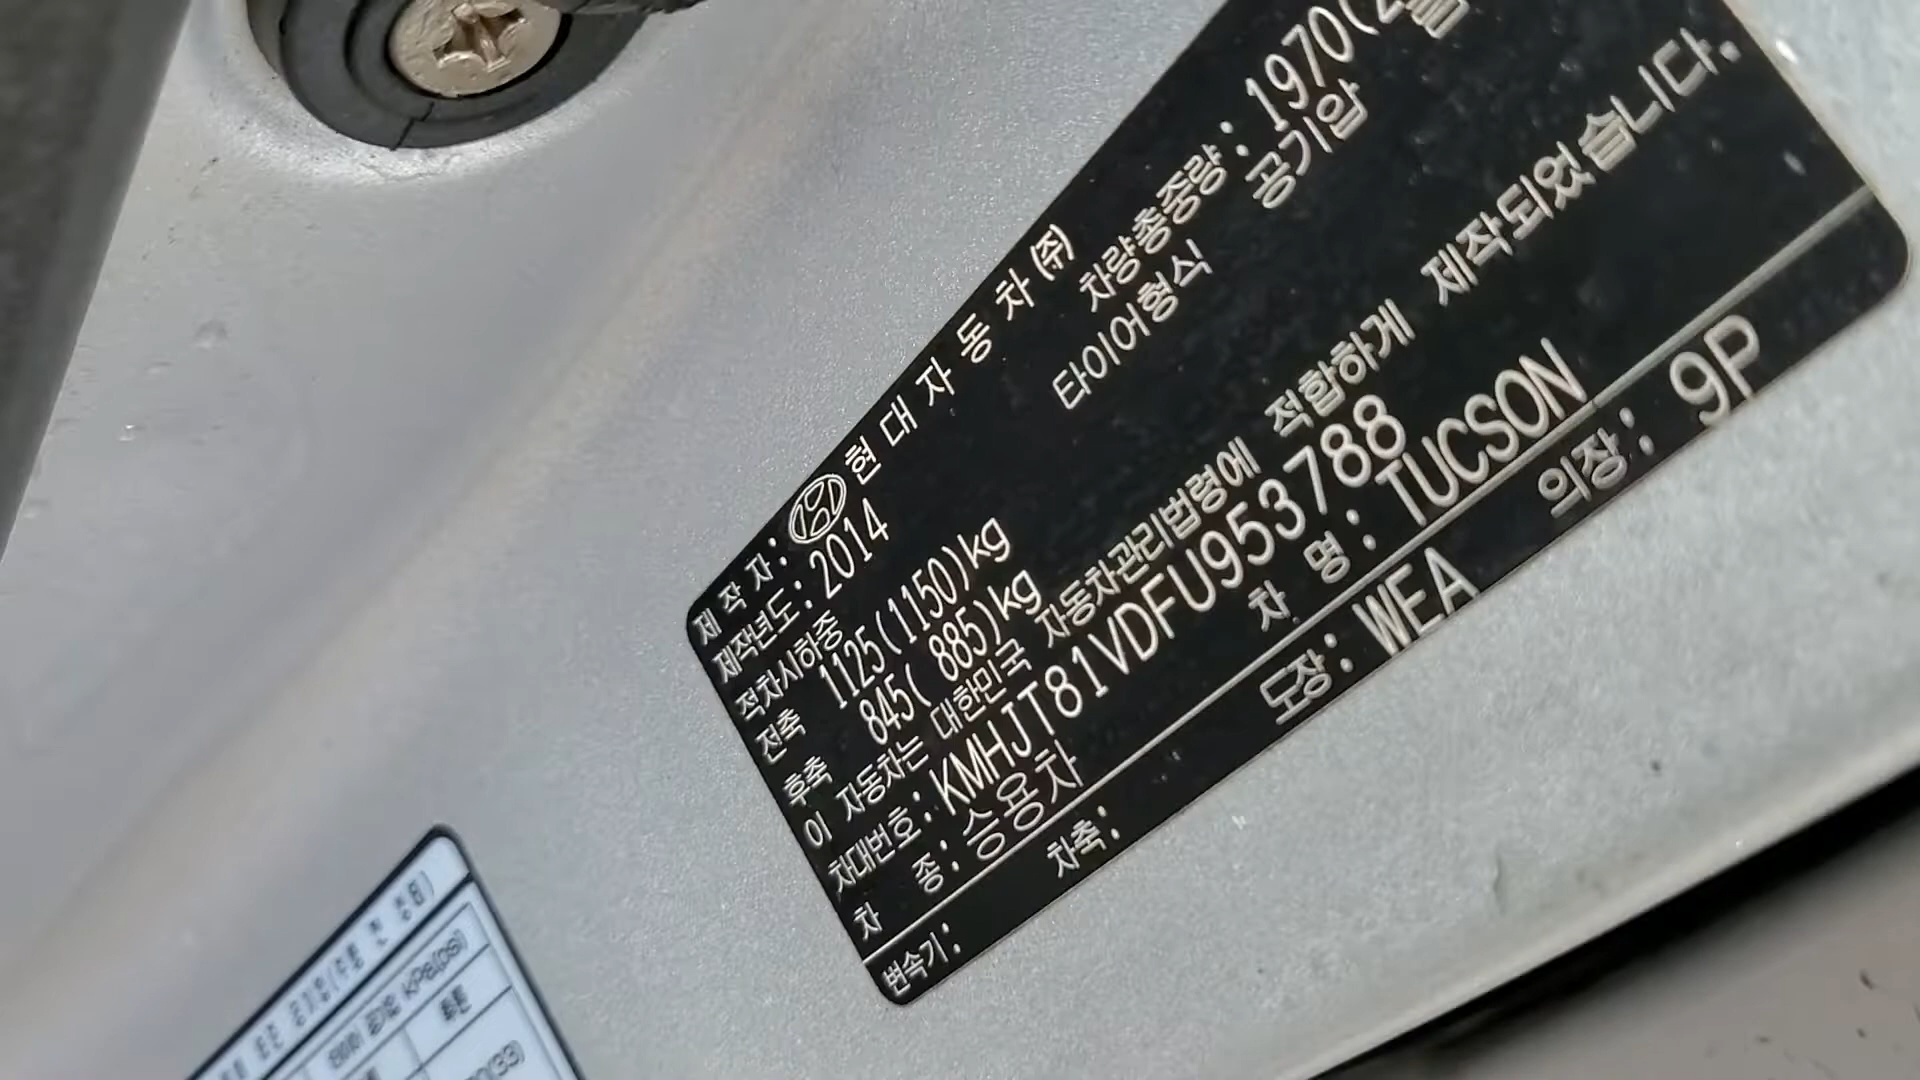 제 작 자 : 현 대 자 동 차 (주)
제작년도 : 2014
차량총중량 : 1970(2
적차시하중
타이어형식 공기압
전축 1125(1150)kg
후축 845( 885)kg
이 자동차는 대한민국 자동차관리법령에 적합하게 제작되었습니다.
차대번호 : KMHJT81VDFU953788
차 종 : 승용차 차 명 : TUCSON
변속기 : 차축 : 도장 : WEA 의장 : 9P
KPa(psi)
후륜
(33)